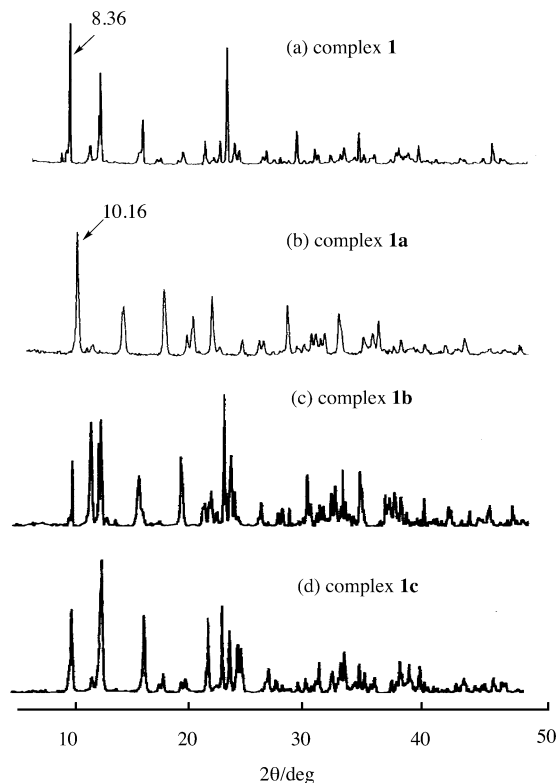 8.36
(a) complex 1
10.16
(b) complex 1a
(c) complex 1b
(d) complex 1c
10 20 30 40 50
2θ/deg